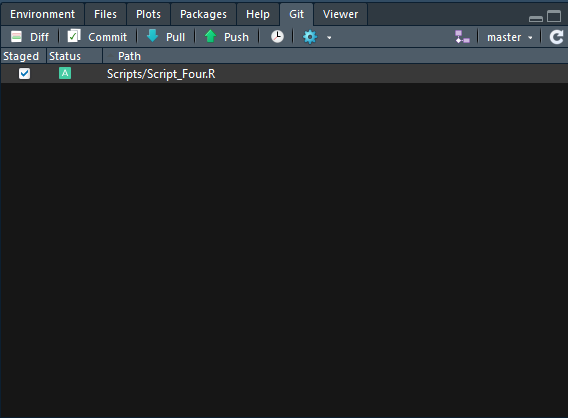 Environment Files Plots Packages Help Git Viewer
Diff Commit Pull Push master
Staged Status Path
A Scripts/Script_Four.R